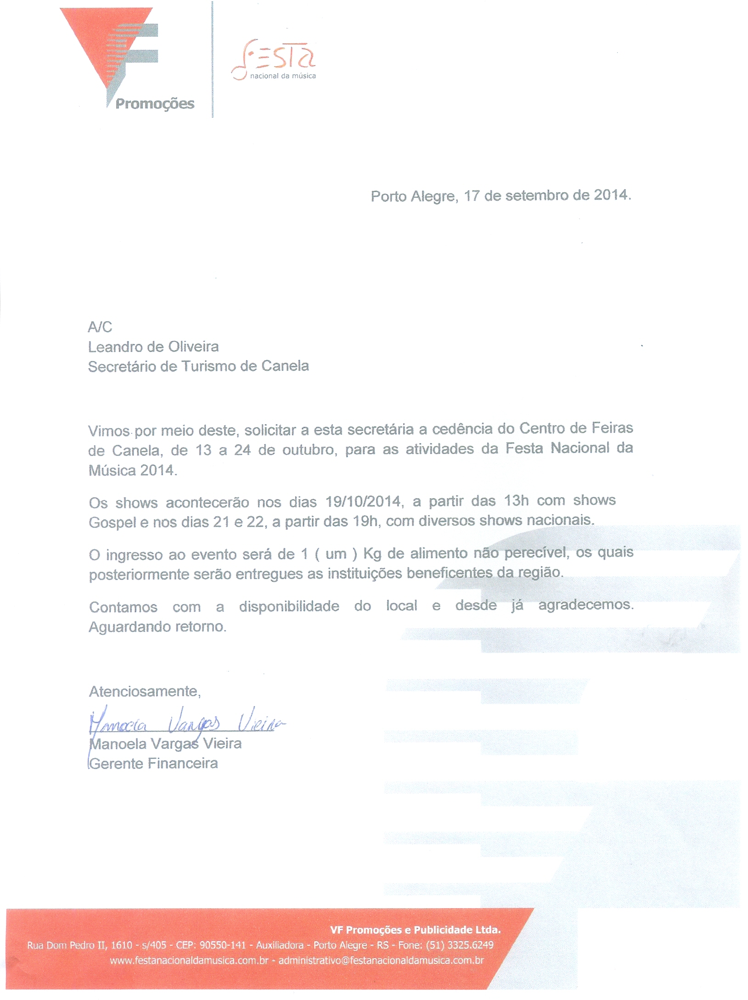 VF
Promoções
festa
nacional da música
Porto Alegre, 17 de setembro de 2014.
A/C
Leandro de Oliveira
Secretário de Turismo de Canela
Vimos por meio deste, solicitar a esta secretária a cedência do Centro de Feiras
de Canela, de 13 a 24 de outubro, para as atividades da Festa Nacional da
Música 2014.
Os shows acontecerão nos dias 19/10/2014, a partir das 13h com shows
Gospel e nos dias 21 e 22, a partir das 19h, com diversos shows nacionais.
O ingresso ao evento será de 1 ( um ) Kg de alimento não perecível, os quais
posteriormente serão entregues as instituições beneficentes da região.
Contamos com a disponibilidade do local e desde já agradecemos.
Aguardando retorno.
Atenciosamente,
Manoela Vargas Vieira
Manoela Vargas Vieira
Gerente Financeira
VF Promoções e Publicidade Ltda.
Rua Dom Pedro II, 1610 - s/405 - CEP: 90550-141 - Auxiliadora - Porto Alegre - RS - Fone: (51) 3325.6249
www.festanacionaldamusica.com.br - administrativo@festanacionaldamusica.com.br